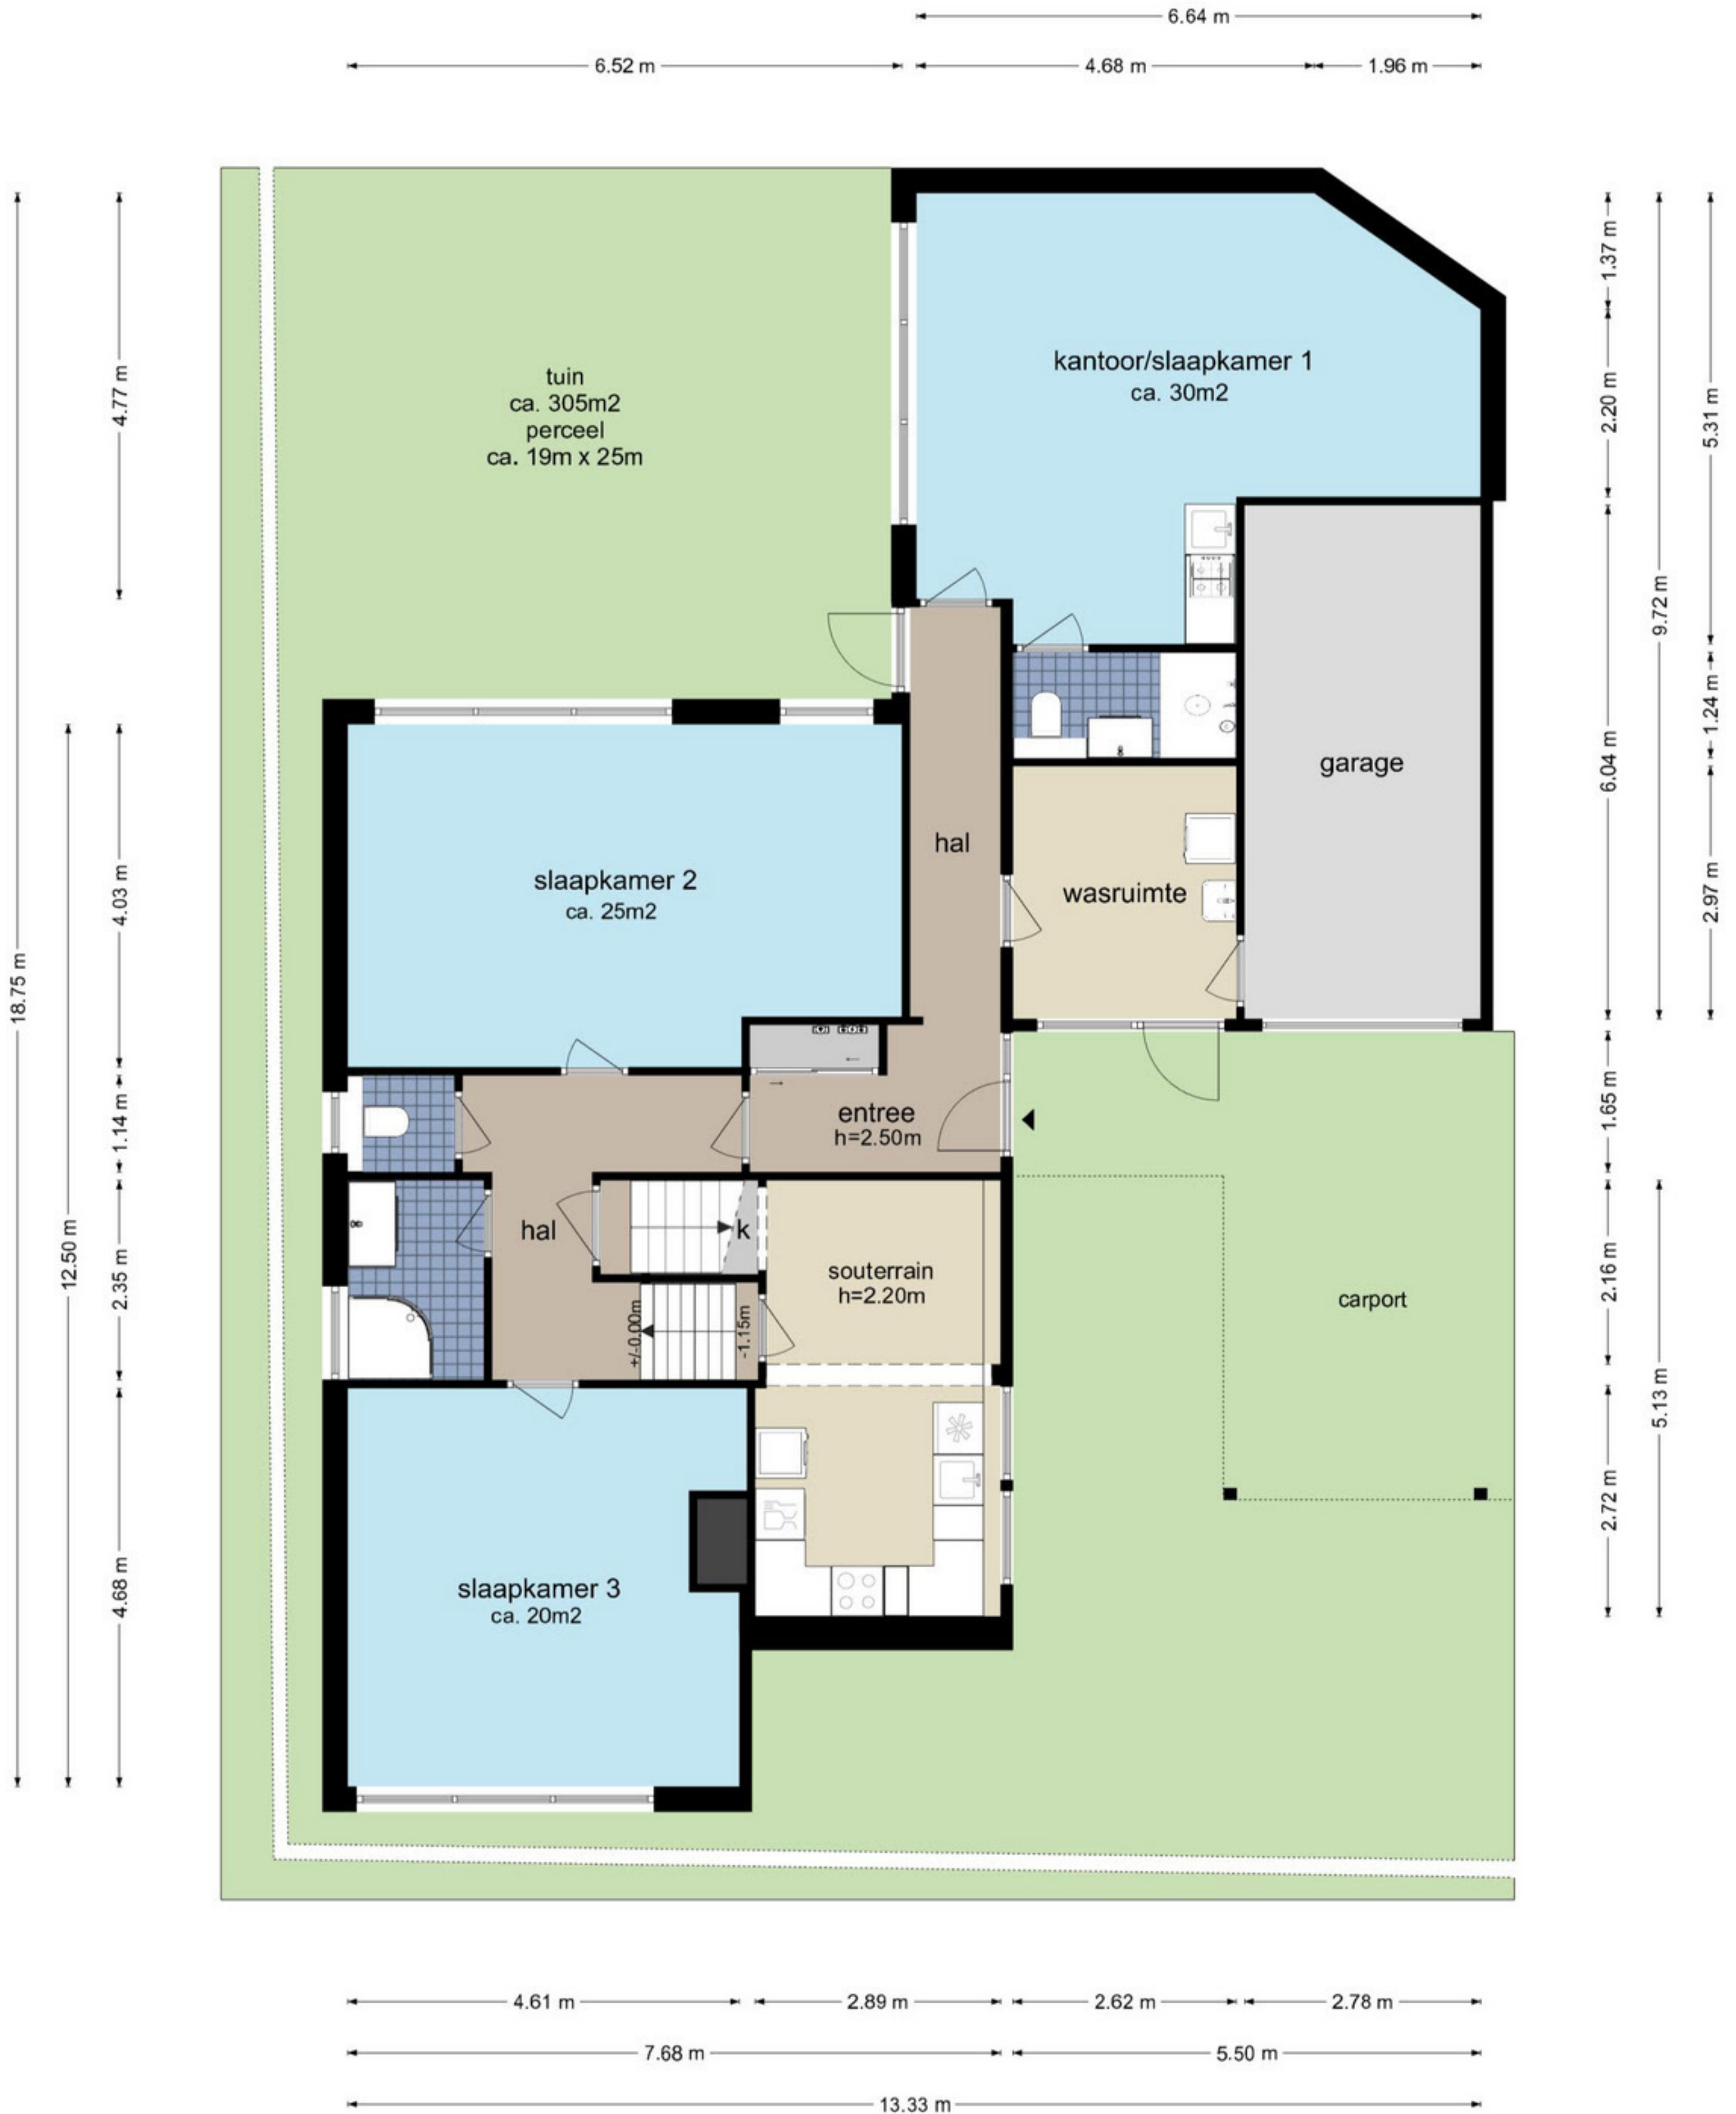 6.64 m
6.52 m
4.68 m
1.96 m
18.75 m
12.50 m
4.77 m
4.03 m
1.14 m
2.35 m
4.68 m
tuin
ca. 305m2
perceel
ca. 19m x 25m
kantoor/slaapkamer 1
ca. 30m2
garage
hal
wasruimte
slaapkamer 2
ca. 25m2
entree
h=2.50m
hal
k
+/-0.00m
-1.15m
souterrain
h=2.20m
carport
slaapkamer 3
ca. 20m2
1.37 m
2.20 m
6.04 m
1.65 m
2.16 m
2.72 m
9.72 m
5.13 m
5.31 m
1.24 m
2.97 m
4.61 m
2.89 m
2.62 m
2.78 m
7.68 m
5.50 m
13.33 m